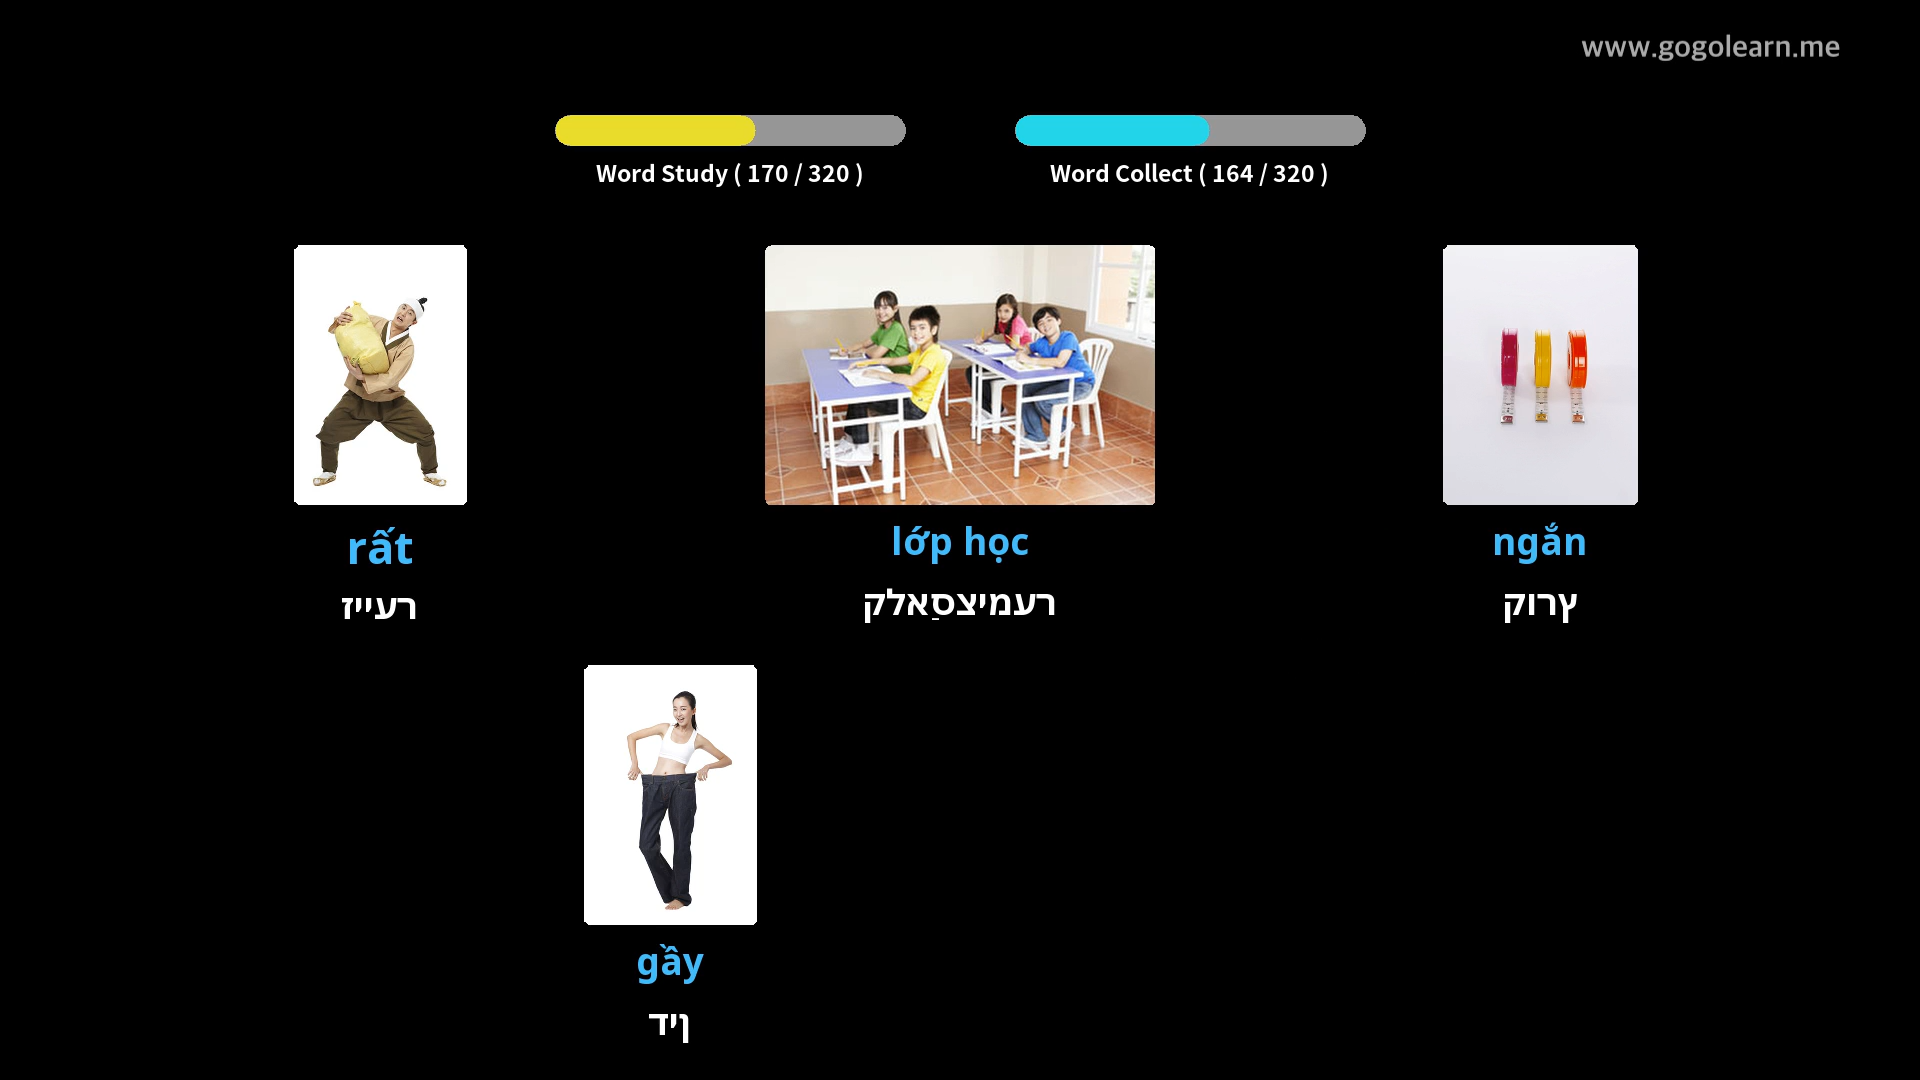 www.gogolearn.me
Word Study ( 170 / 320 )
Word Collect ( 164 / 320 )
rất
זייער
lớp học
קלאַסצימער
ngắn
קורץ
gầy
דין